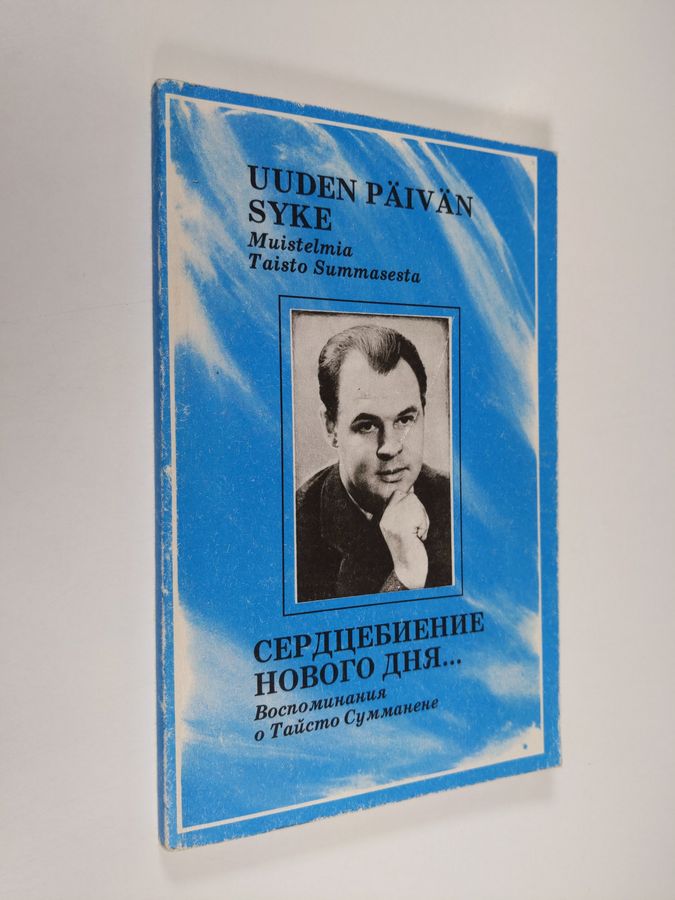 UUDEN PÄIVÄN
SYKE
Muistelmia
Taisto Summasesta
СЕРДЦЕБИЕНИЕ
НОВОГО ДНЯ...
Воспоминания
о Тайсто Сумманене